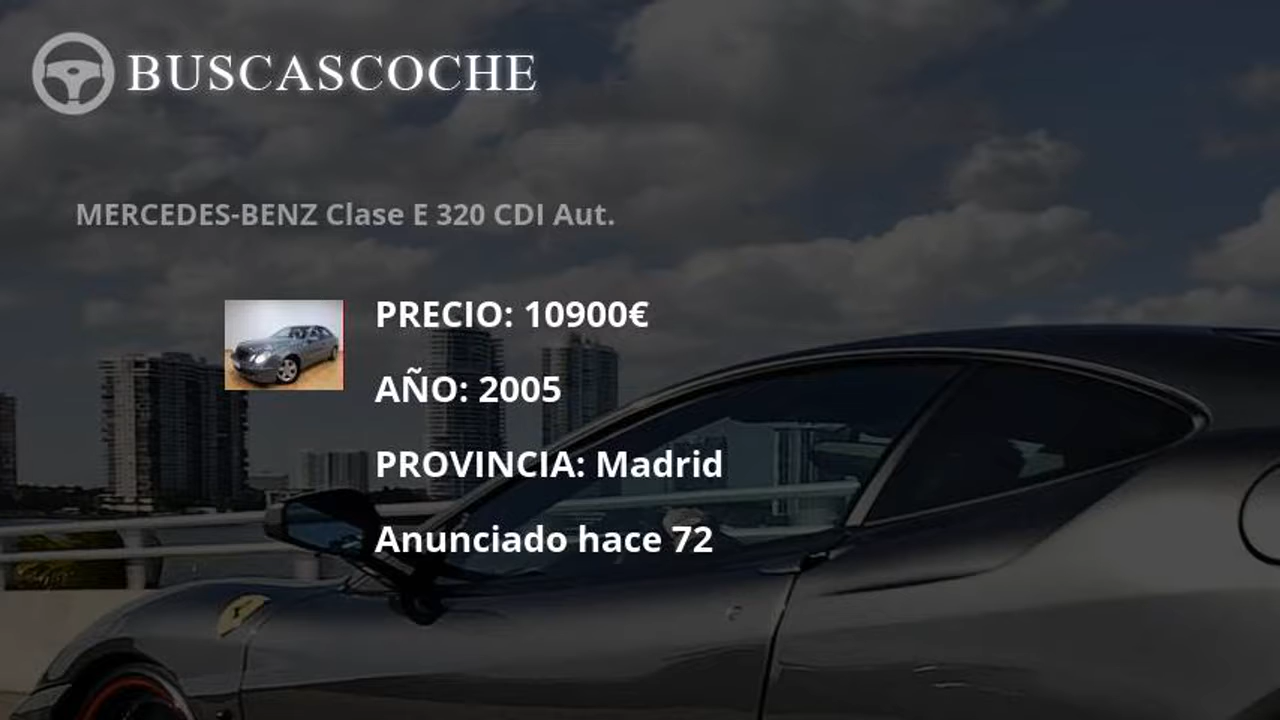 BUSCASCOCHE
MERCEDES-BENZ Clase E 320 CDI Aut.
PRECIO: 10900€
AÑO: 2005
PROVINCIA: Madrid
Anunciado hace 72